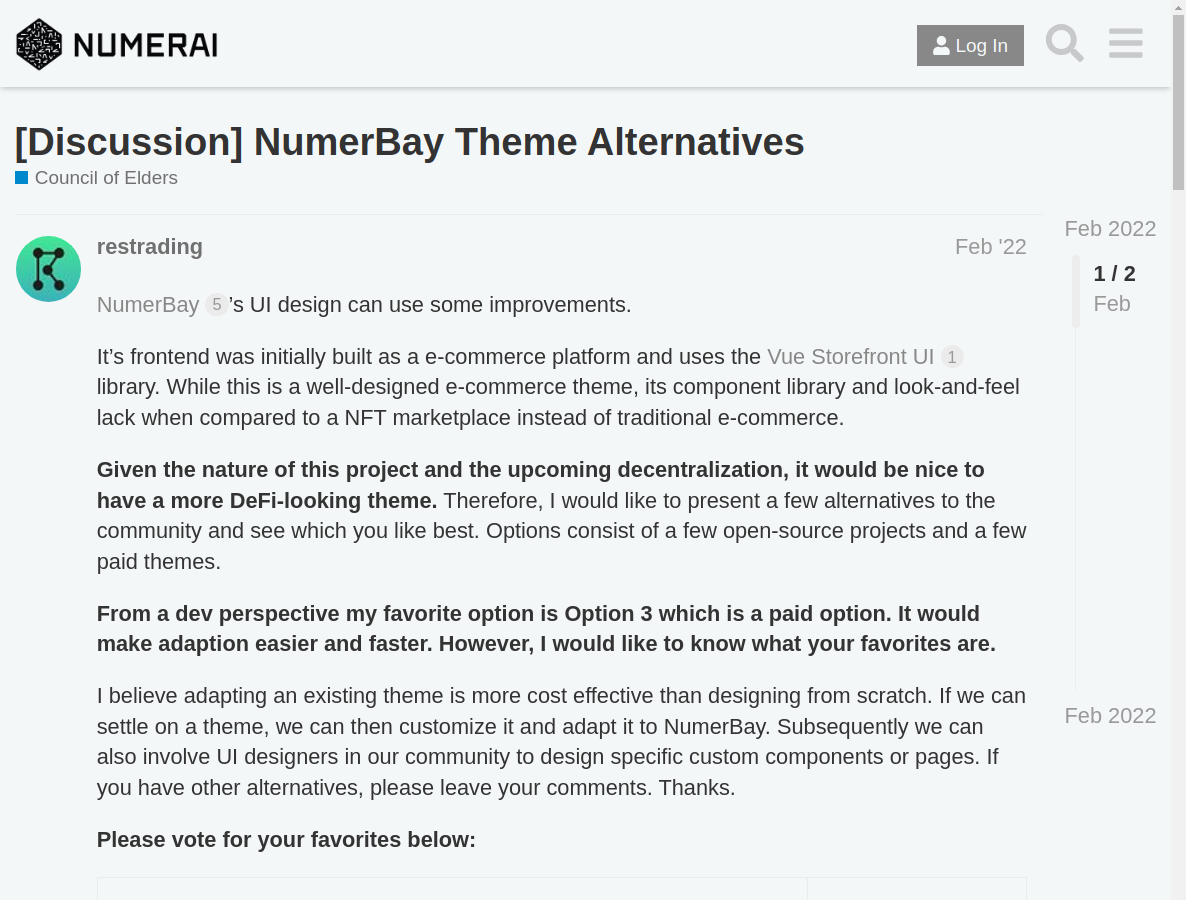 NUMERAI
Log In
[Discussion] NumerBay Theme Alternatives
Council of Elders
restrading
Feb '22
NumerBay 5 ’s UI design can use some improvements.
It’s frontend was initially built as a e-commerce platform and uses the Vue Storefront UI 1
library. While this is a well-designed e-commerce theme, its component library and look-and-feel
lack when compared to a NFT marketplace instead of traditional e-commerce.
Given the nature of this project and the upcoming decentralization, it would be nice to
have a more DeFi-looking theme. Therefore, I would like to present a few alternatives to the
community and see which you like best. Options consist of a few open-source projects and a few
paid themes.
From a dev perspective my favorite option is Option 3 which is a paid option. It would
make adaption easier and faster. However, I would like to know what your favorites are.
I believe adapting an existing theme is more cost effective than designing from scratch. If we can
settle on a theme, we can then customize it and adapt it to NumerBay. Subsequently we can
also involve UI designers in our community to design specific custom components or pages. If
you have other alternatives, please leave your comments. Thanks.
Please vote for your favorites below:
Feb 2022
1 / 2
Feb
Feb 2022